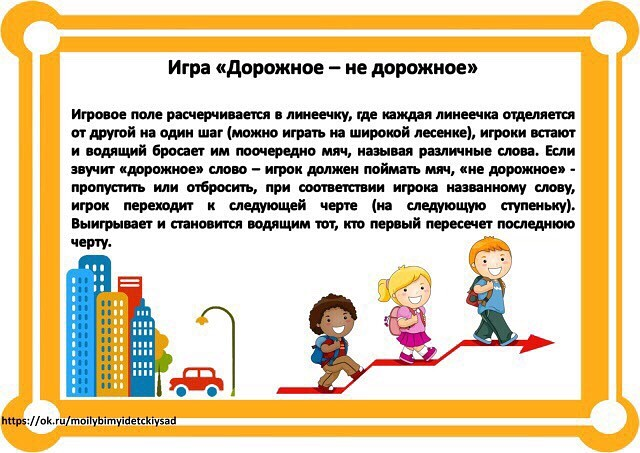 Игра «Дорожное – не дорожное»
Игровое поле расчерчивается в линеечку, где каждая линеечка отделяется
от другой на один шаг (можно играть на широкой лесенке), игроки встают
и водящий бросает им поочередно мяч, называя различные слова. Если
звучит «дорожное» слово – игрок должен поймать мяч, «не дорожное» -
пропустить или отбросить, при соответствии игрока названному слову,
игрок переходит к следующей черте (на следующую ступеньку).
Выигрывает и становится водящим тот, кто первый пересечет последнюю
черту.
https://ok.ru/moilybimyidetckiysad